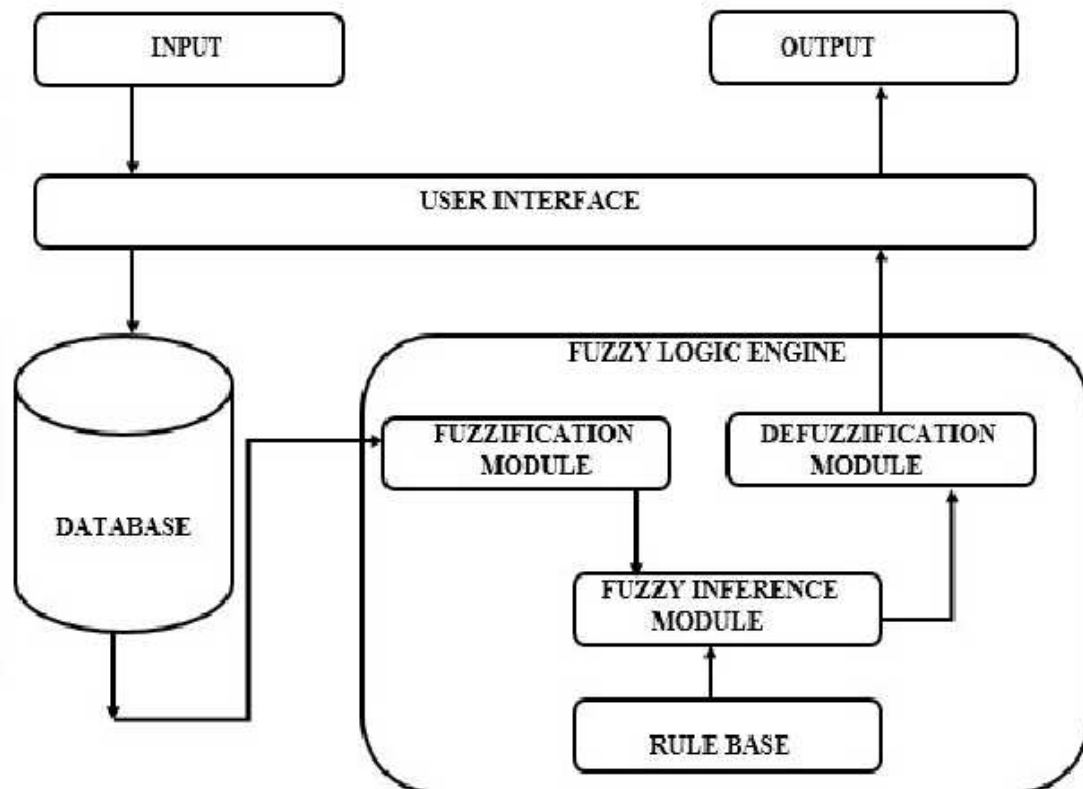 INPUT
OUTPUT
USER INTERFACE
FUZZY LOGIC ENGINE
FUZZIFICATION
MODULE
DEFUZZIFICATION
MODULE
DATABASE
FUZZY INFERENCE
MODULE
RULE BASE